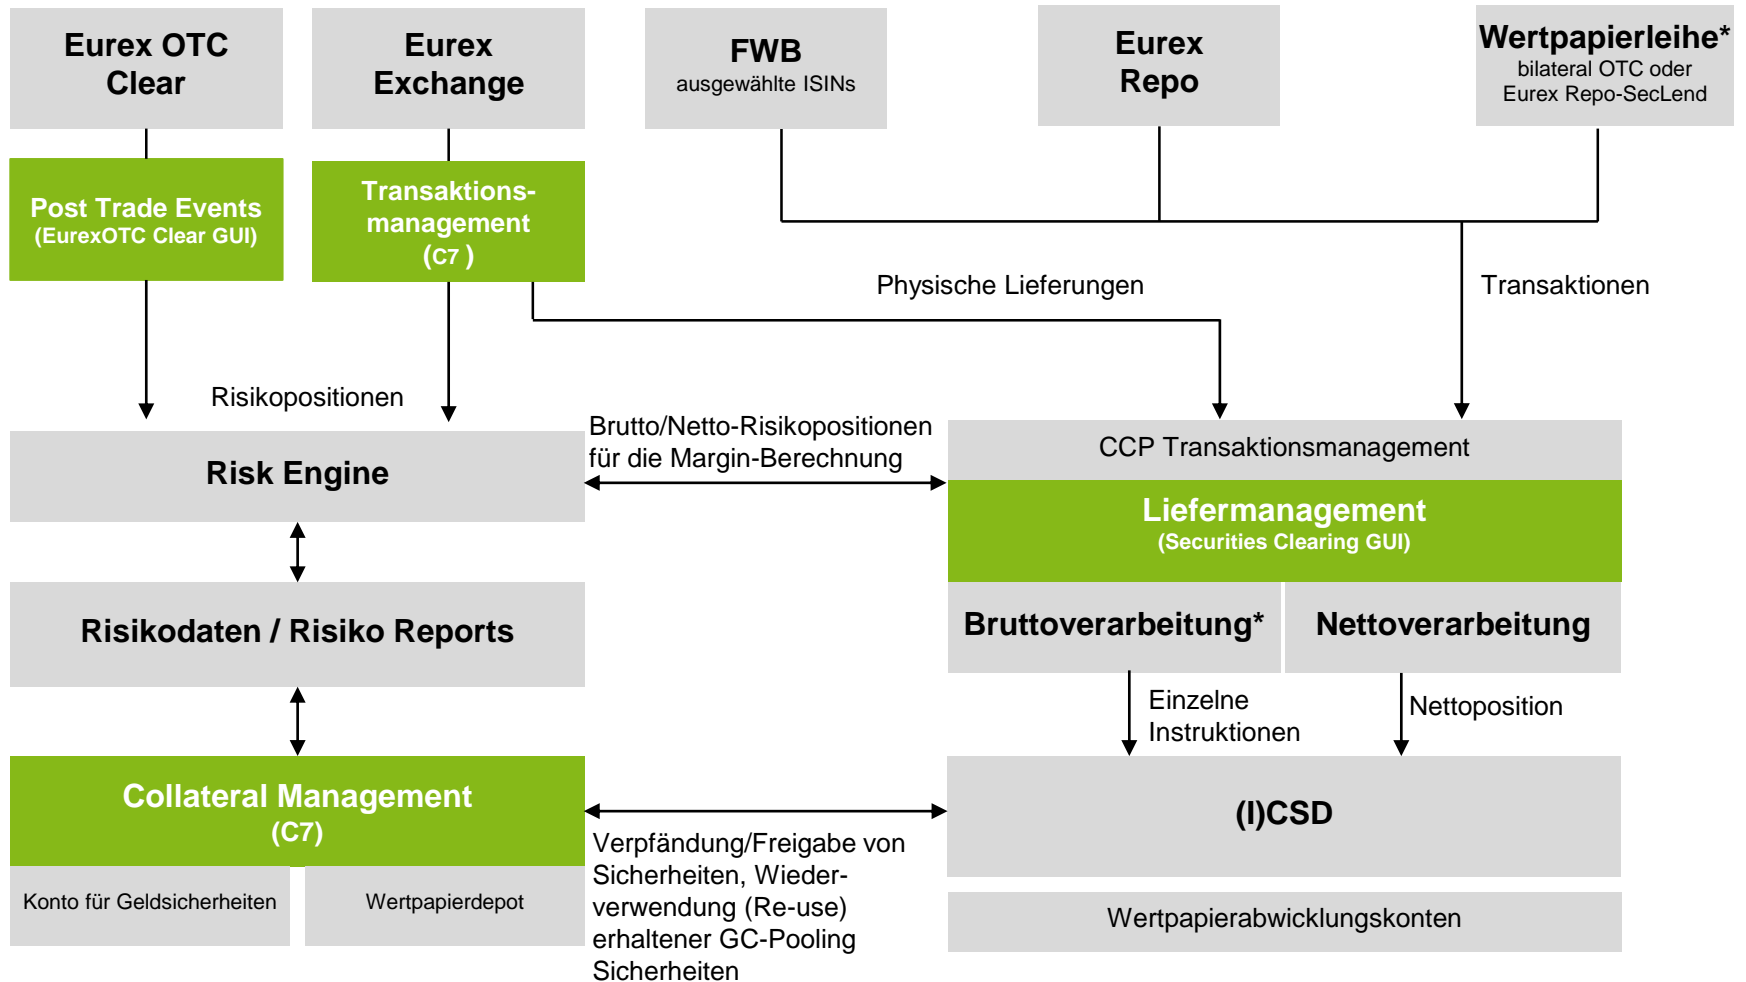 Eurex OTC
Clear
Eurex
Exchange
FWB
ausgewählte ISINs
Eurex
Repo
Wertpapierleihe*
bilateral OTC oder
Eurex Repo-SecLend
Post Trade Events
(EurexOTC Clear GUI)
Transaktions-
management
(C7 )
Physische Lieferungen
Transaktionen
Risikopositionen
Brutto/Netto-Risikopositionen
für die Margin-Berechnung
Risk Engine
CCP Transaktionsmanagement
Liefermanagement
(Securities Clearing GUI)
Risikodaten / Risiko Reports
Bruttoverarbeitung*
Nettoverarbeitung
Einzelne
Instruktionen
Nettoposition
Collateral Management
(C7)
(I)CSD
Konto für Geldsicherheiten
Wertpapierdepot
Verpfändung/Freigabe von
Sicherheiten, Wieder-
verwendung (Re-use)
erhaltener GC-Pooling
Sicherheiten
Wertpapierabwicklungskonten